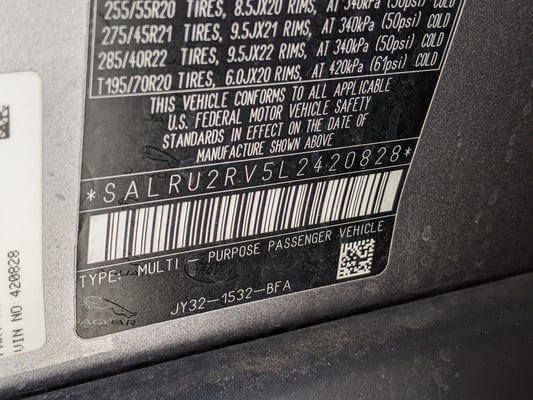 255/55R20 TIRES, 8.5JX20 RIMS, AT 340kPa (50psi) COLD
275/45R21 TIRES, 9.5JX21 RIMS, AT 340kPa (50psi) COLD
285/40R22 TIRES, 9.5JX22 RIMS, AT 340kPa (50psi) COLD
T195/70R20 TIRES, 6.0JX20 RIMS, AT 420kPa (61psi) COLD
THIS VEHICLE CONFORMS TO ALL APPLICABLE
U.S. FEDERAL MOTOR VEHICLE SAFETY
STANDARDS IN EFFECT ON THE DATE OF
MANUFACTURE SHOWN ABOVE
*SALRU2RV5L2420828*
TYPE: MULTI - PURPOSE PASSENGER VEHICLE
JY32-1532-BFA
JAGUAR
VIN NO 420828